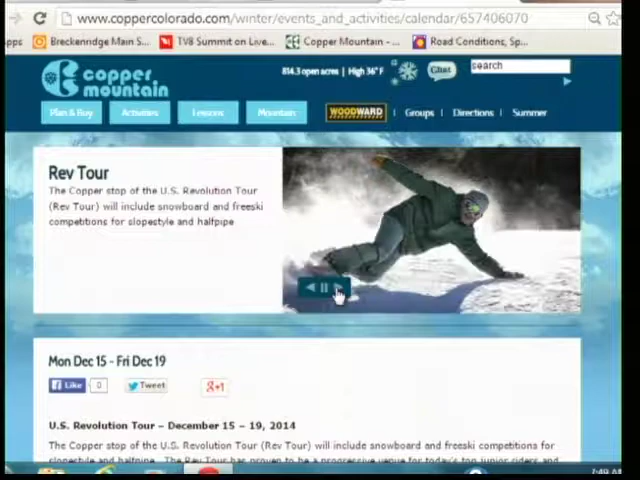 www.coppercolorado.com/winter/events_and_activities/calendar/657406070
pps Breckenridge Main S... TV8 Summit on Live... Copper Mountain - ... Road Conditions, Sp...
copper mountain
814.3 open acres | High 36° F
Chat
search
Plan & Buy Activities Lessons Mountain WOODWARD | Groups | Directions | Summer
Rev Tour
The Copper stop of the U.S. Revolution Tour
(Rev Tour) will include snowboard and freeski
competitions for slopestyle and halfpipe
Mon Dec 15 - Fri Dec 19
Like 0 Tweet g+1
U.S. Revolution Tour – December 15 – 19, 2014
The Copper stop of the U.S. Revolution Tour (Rev Tour) will include snowboard and freeski competitions for
slopestyle and halfpipe. The Rev Tour has proven to be a progressive venue for today's top junior riders and